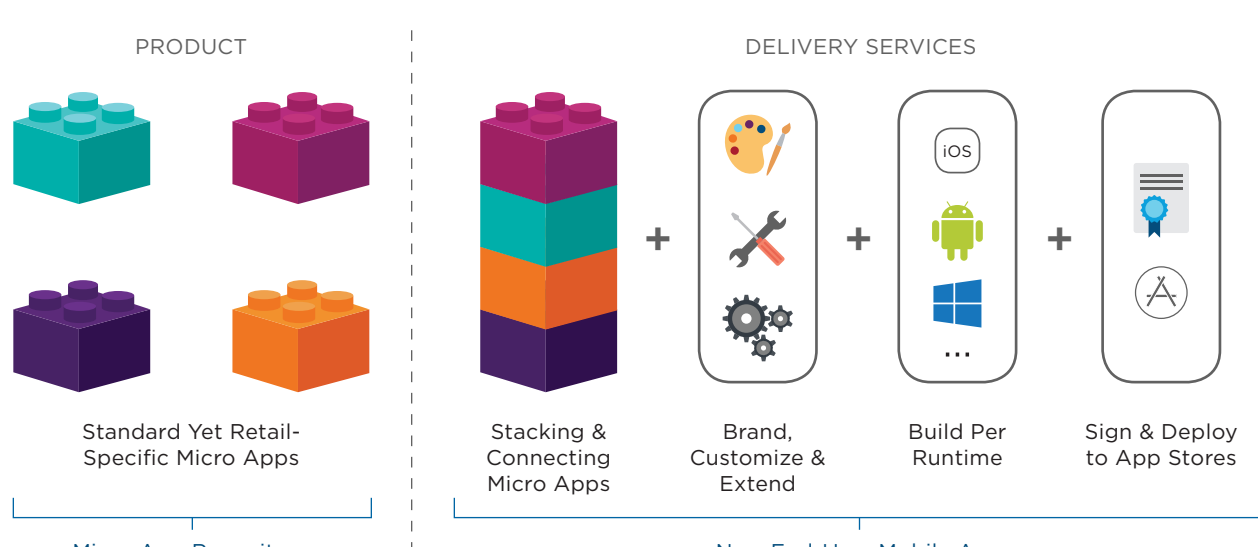 PRODUCT
DELIVERY SERVICES
iOS
...
Standard Yet Retail-
Specific Micro Apps
Stacking &
Connecting
Micro Apps
Brand,
Customize &
Extend
Build Per
Runtime
Sign & Deploy
to App Stores